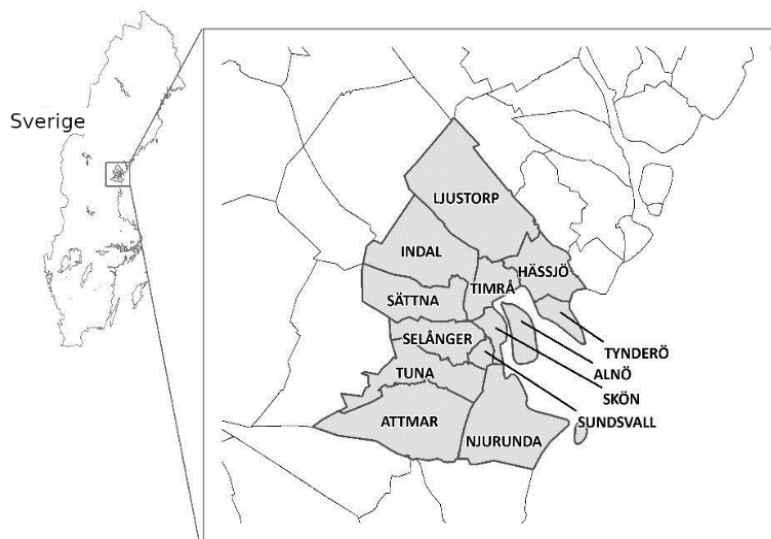 Sverige
LJUSTORP
INDAL
HÄSSJÖ
TIMRÅ
SÄTTNA
SELÅNGER
TYNDERÖ
TUNA
ALNÖ
SKÖN
ATTMAR
SUNDSVALL
NJURUNDA